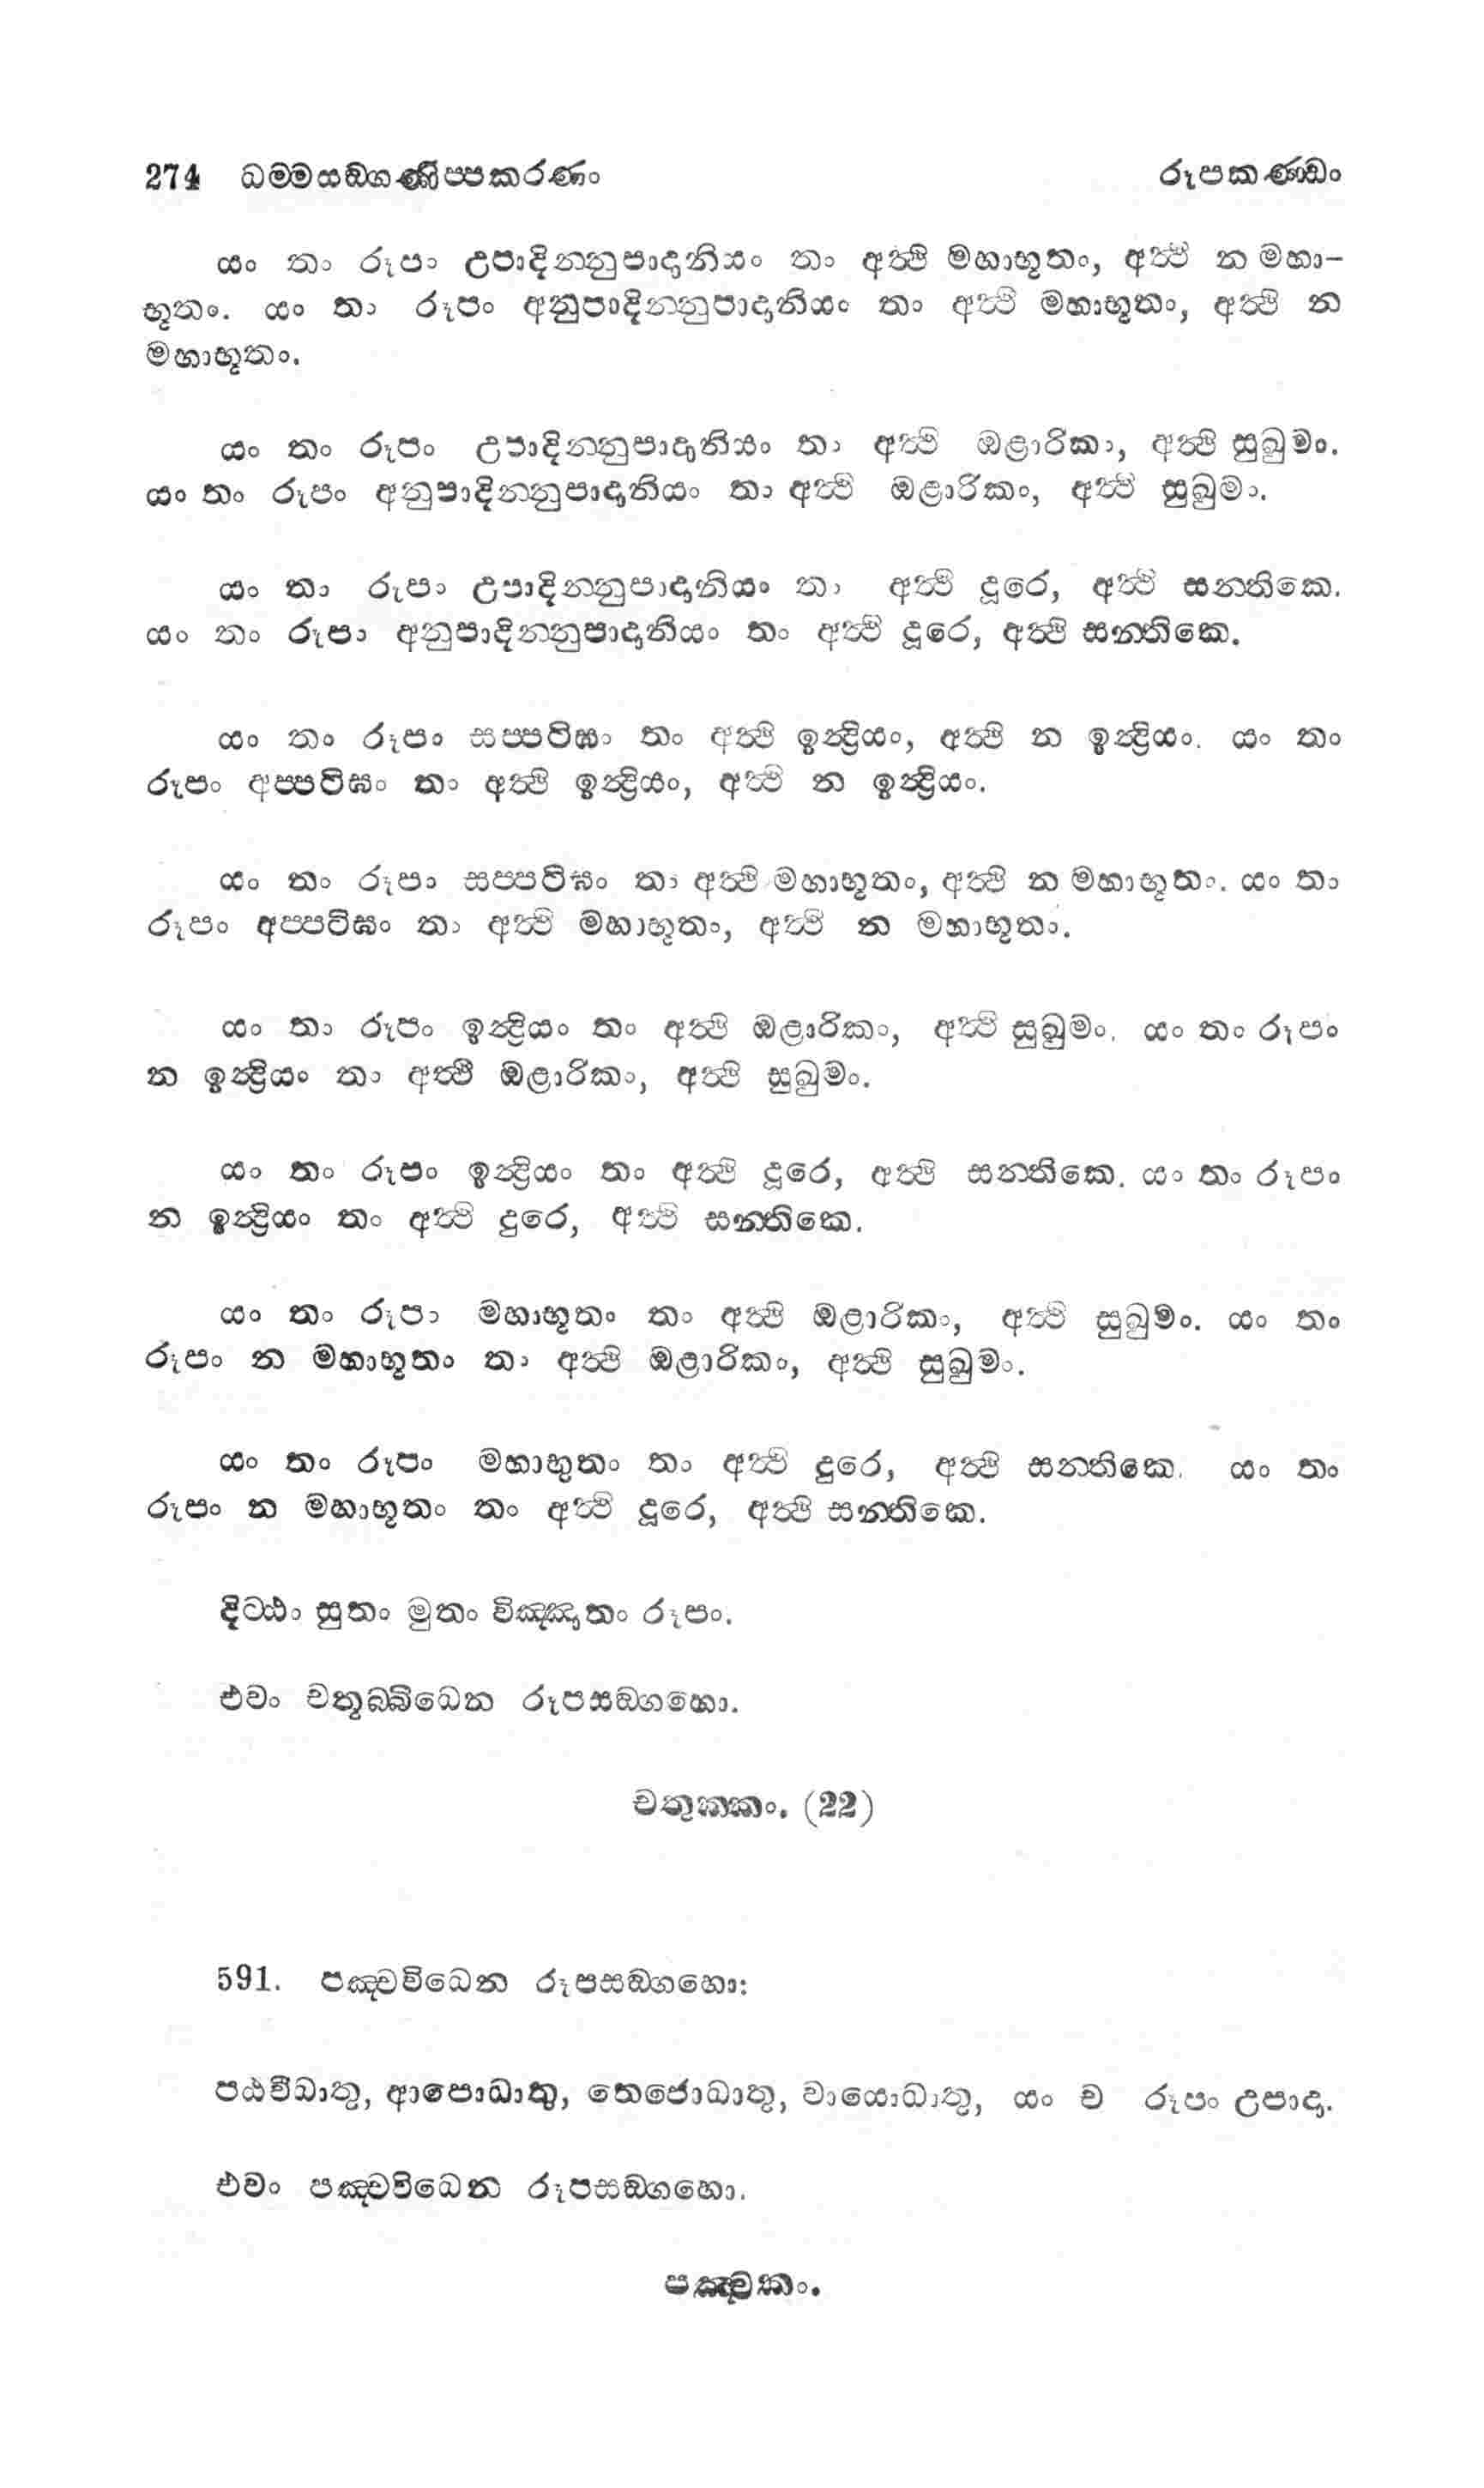 274 ධම්මසඞ්ගණිප්පකරණං රූපකණ්ඩං
යං තං රූපං උපාදින්නුපාදානියං තං අත්ථි මහාභූතං, අත්ථි න මහා-
භූතං. යං තං රූපං අනුපාදින්නුපාදානියං තං අත්ථි මහාභූතං, අත්ථි න
මහාභූතං.
යං තං රූපං උපාදින්නුපාදානියං තං අත්ථි ඔළාරිකං, අත්ථි සුඛුමං.
යං තං රූපං අනුපාදින්නුපාදානියං තං අත්ථි ඔළාරිකං, අත්ථි සුඛුමං.
යං තං රූපං උපාදින්නුපාදානියං තං අත්ථි දූරෙ, අත්ථි සන්තිකෙ.
යං තං රූපං අනුපාදින්නුපාදානියං තං අත්ථි දූරෙ, අත්ථි සන්තිකෙ.
යං තං රූපං සප්පටිඝං තං අත්ථි ඉන්ද්‍රියං, අත්ථි න ඉන්ද්‍රියං. යං තං
රූපං අප්පටිඝං තං අත්ථි ඉන්ද්‍රියං, අත්ථි න ඉන්ද්‍රියං.
යං තං රූපං සප්පටිඝං තං අත්ථි මහාභූතං, අත්ථි න මහාභූතං. යං තං
රූපං අප්පටිඝං තං අත්ථි මහාභූතං, අත්ථි න මහාභූතං.
යං තං රූපං ඉන්ද්‍රියං තං අත්ථි ඔළාරිකං, අත්ථි සුඛුමං. යං තං රූපං
න ඉන්ද්‍රියං තං අත්ථි ඔළාරිකං, අත්ථි සුඛුමං.
යං තං රූපං ඉන්ද්‍රියං තං අත්ථි දූරෙ, අත්ථි සන්තිකෙ. යං තං රූපං
න ඉන්ද්‍රියං තං අත්ථි දුරෙ, අත්ථි සන්තිකෙ.
යං තං රූපං මහාභූතං තං අත්ථි ඔළාරිකං, අත්ථි සුඛුමං. යං තං
රූපං න මහාභූතං තං අත්ථි ඔළාරිකං, අත්ථි සුඛුමං.
යං තං රූපං මහාභුතං තං අත්ථි දුරෙ, අත්ථි සන්තිකෙ. යං තං
රූපං න මහාභූතං තං අත්ථි දූරෙ, අත්ථි සන්තිකෙ.
දිට්ඨං සුතං මුතං විඤ්ඤාතං රූපං.
එවං චතූබ්බිධෙන රූපසඞ්ගහො.
චතුක්කං. (22)
591. පඤ්චවිධෙන රූපසඞ්ගහො:
පඨවීධාතු, ආපොධාතු, තෙජොධාතු, වායොධාතු, යං ච රූපං උපාදා.
එවං පඤ්චවිධෙන රූපසඞ්ගහො.
පඤ්චකං.